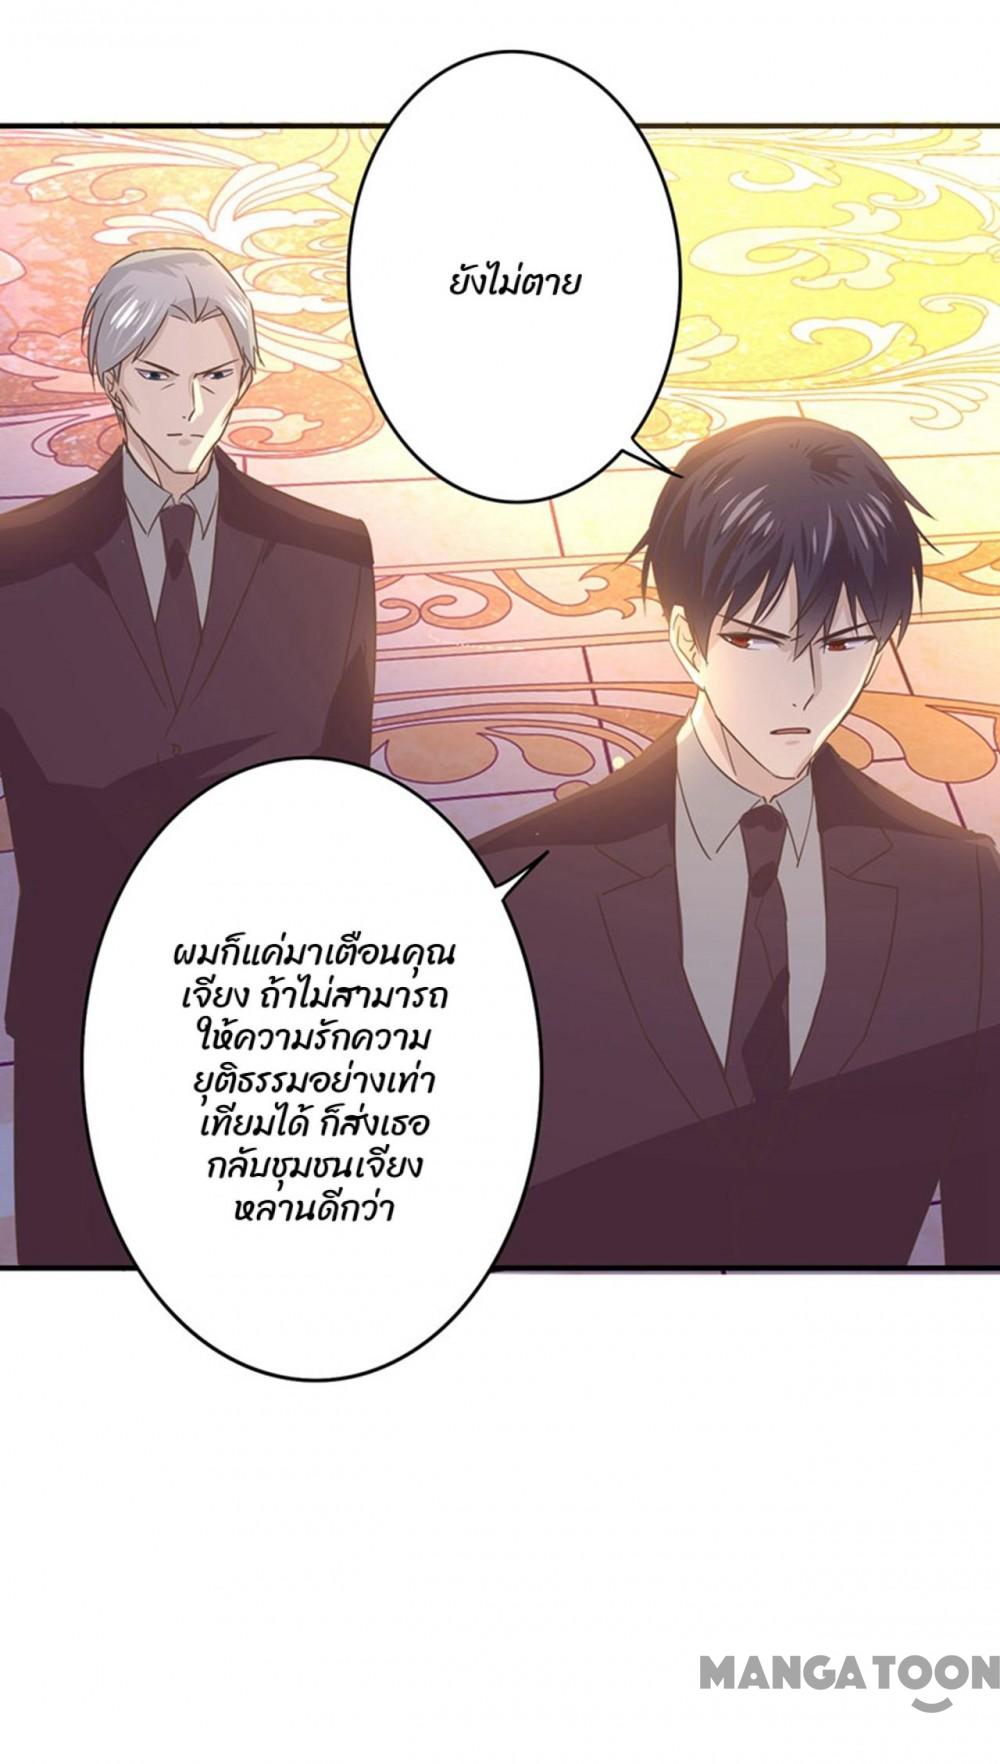 ยังไม่ตาย
ผมก็แค่มาเตือนคุณ
เจียง ถ้าไม่สามารถ
ให้ความรักความ
ยุติธรรมอย่างเท่า
เทียมได้ ก็ส่งเธอ
กลับชุมชนเจียง
หลานดีกว่า
MANGATOON